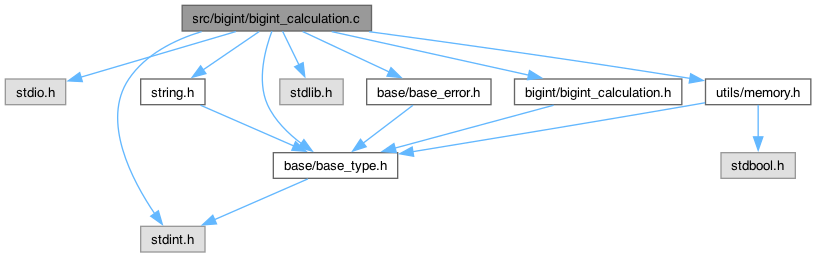 src/bigint/bigint_calculation.c
stdio.h
string.h
stdlib.h
base/base_error.h
bigint/bigint_calculation.h
utils/memory.h
base/base_type.h
stdbool.h
stdint.h